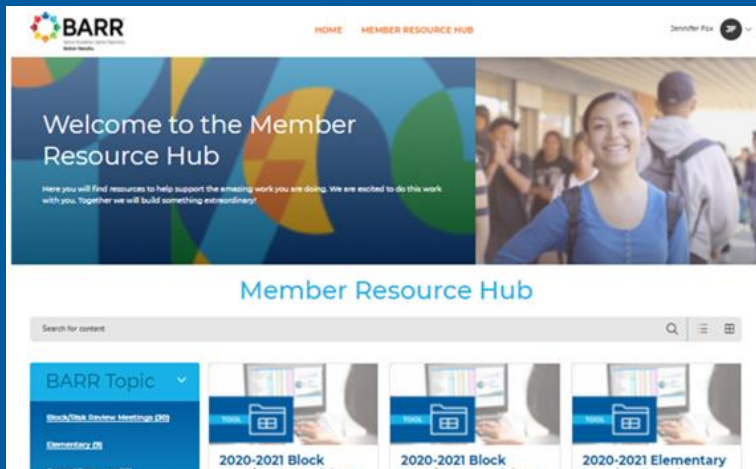 BARR
Better Results.
HOME MEMBER RESOURCE HUB
Jennifer Fox JF
Welcome to the Member
Resource Hub
Here you will find resources to help support the amazing work you are doing. We are excited to do this work
with you. Together we will build something extraordinary!
Member Resource Hub
Search for content
BARR Topic
Block/Risk Review Meetings (30)
Elementary (9)
TOOL
2020-2021 Block
TOOL
2020-2021 Block
TOOL
2020-2021 Elementary